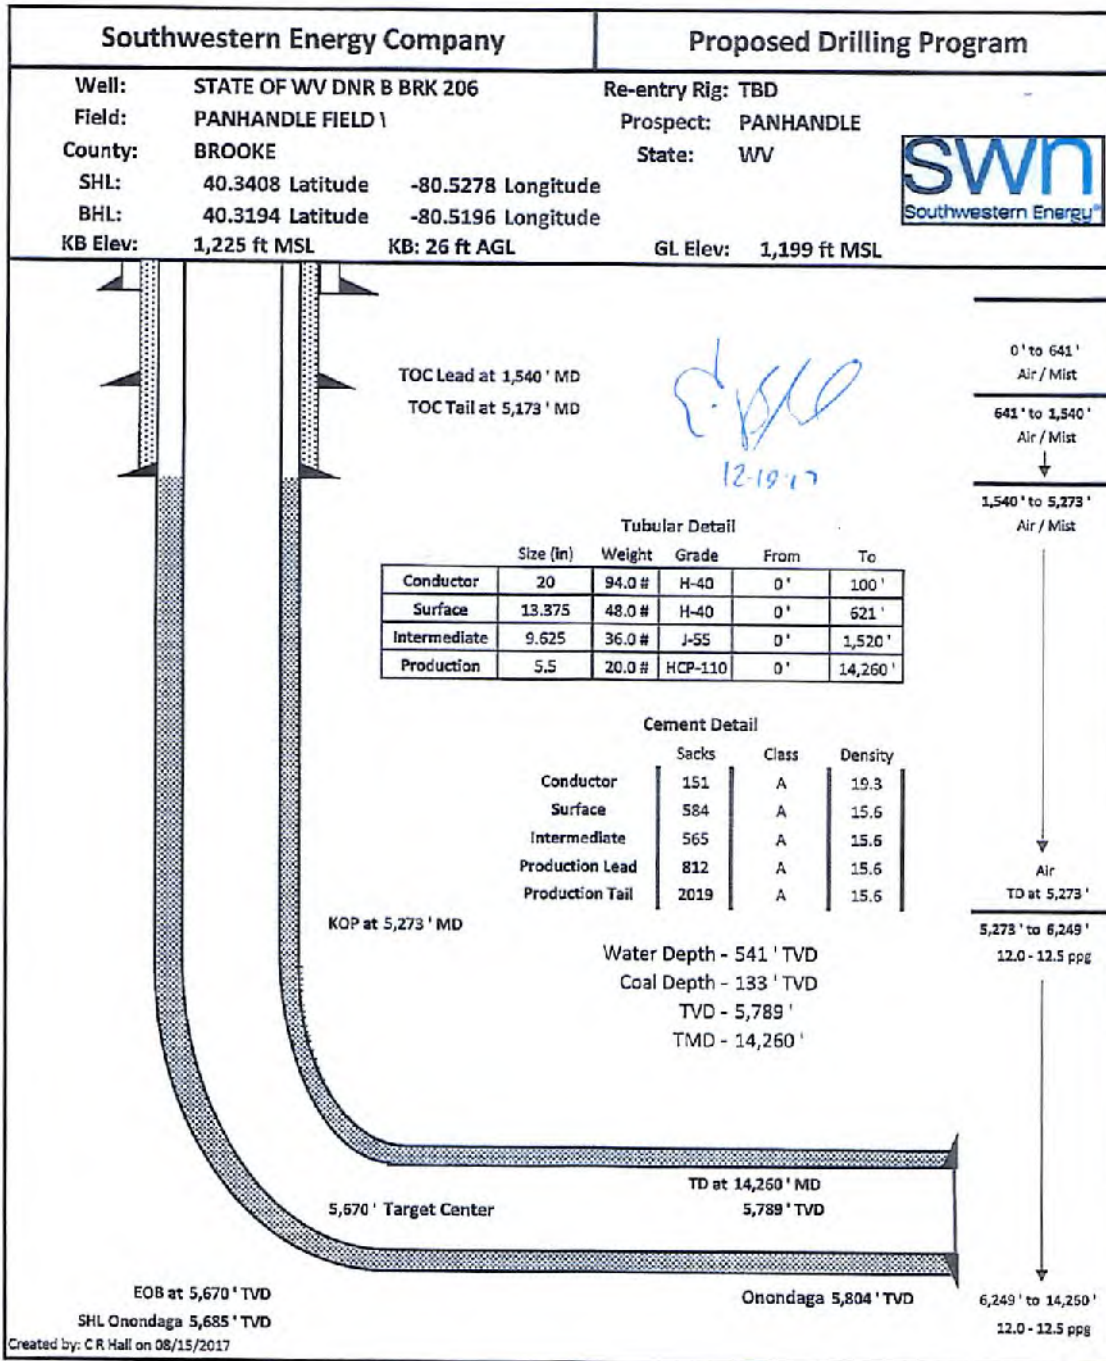 Southwestern Energy Company
Proposed Drilling Program
Well: STATE OF WV DNR B BRK 206 Re-entry Rig: TBD
Field: PANHANDLE FIELD \ Prospect: PANHANDLE
County: BROOKE State: WV
SHL: 40.3408 Latitude -80.5278 Longitude
BHL: 40.3194 Latitude -80.5196 Longitude
KB Elev: 1,225 ft MSL KB: 26 ft AGL GL Elev: 1,199 ft MSL
swn
Southwestern Energy®
0' to 641'
Air / Mist
641' to 1,540'
Air / Mist
1,540' to 5,273'
Air / Mist
TOC Lead at 1,540' MD
TOC Tail at 5,173' MD
Tubular Detail
Size (in) Weight Grade From To
Conductor 20 94.0# H-40 0' 100'
Surface 13.375 48.0# H-40 0' 621'
Intermediate 9.625 36.0# J-55 0' 1,520'
Production 5.5 20.0# HCP-110 0' 14,260'
Cement Detail
Sacks Class Density
Conductor 151 A 19.3
Surface 584 A 15.6
Intermediate 565 A 15.6
Production Lead 812 A 15.6
Production Tail 2019 A 15.6
Air
TD at 5,273'
KOP at 5,273' MD
5,273' to 6,249'
12.0 - 12.5 ppg
Water Depth - 541' TVD
Coal Depth - 133' TVD
TVD - 5,789'
TMD - 14,260'
TD at 14,260' MD
5,789' TVD
5,670' Target Center
EOB at 5,670' TVD
SHL Onondaga 5,685' TVD
Onondaga 5,804' TVD
6,249' to 14,260'
12.0 - 12.5 ppg
Created by: C R Hall on 08/15/2017